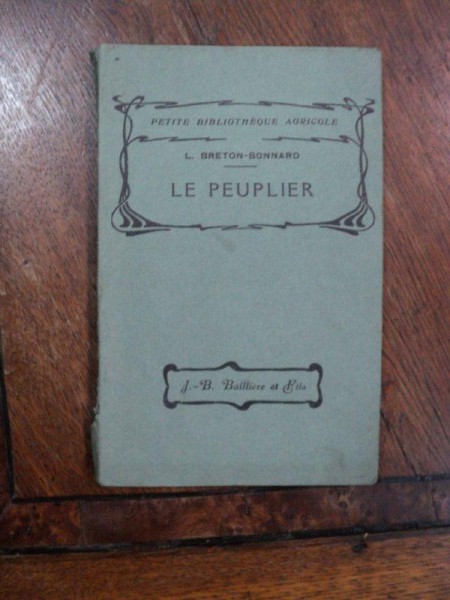 PETITE BIBLIOTHÈQUE AGRICOLE
L. BRETON-BONNARD
LE PEUPLIER
J.-B. Baillière et Fils